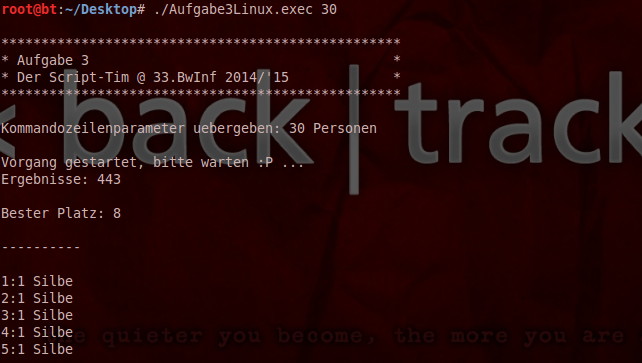 root@bt:~/Desktop# ./Aufgabe3Linux.exec 30
**************************************************
* Aufgabe 3 *
* Der Script-Tim @ 33.BwInf 2014/'15 *
**************************************************
back | track
Kommandozeilenparameter uebergeben: 30 Personen
Vorgang gestartet, bitte warten :P ...
Ergebnisse: 443
Bester Platz: 8
----------
1:1 Silbe
2:1 Silbe
3:1 Silbe
4:1 Silbe
quieter you become, the more you are
5:1 Silbe